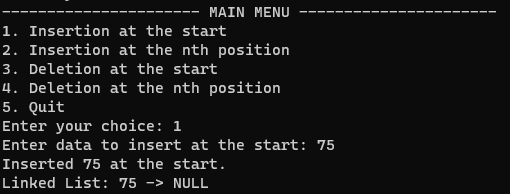 ---------------------- MAIN MENU ----------------------
1. Insertion at the start
2. Insertion at the nth position
3. Deletion at the start
4. Deletion at the nth position
5. Quit
Enter your choice: 1
Enter data to insert at the start: 75
Inserted 75 at the start.
Linked List: 75 -> NULL